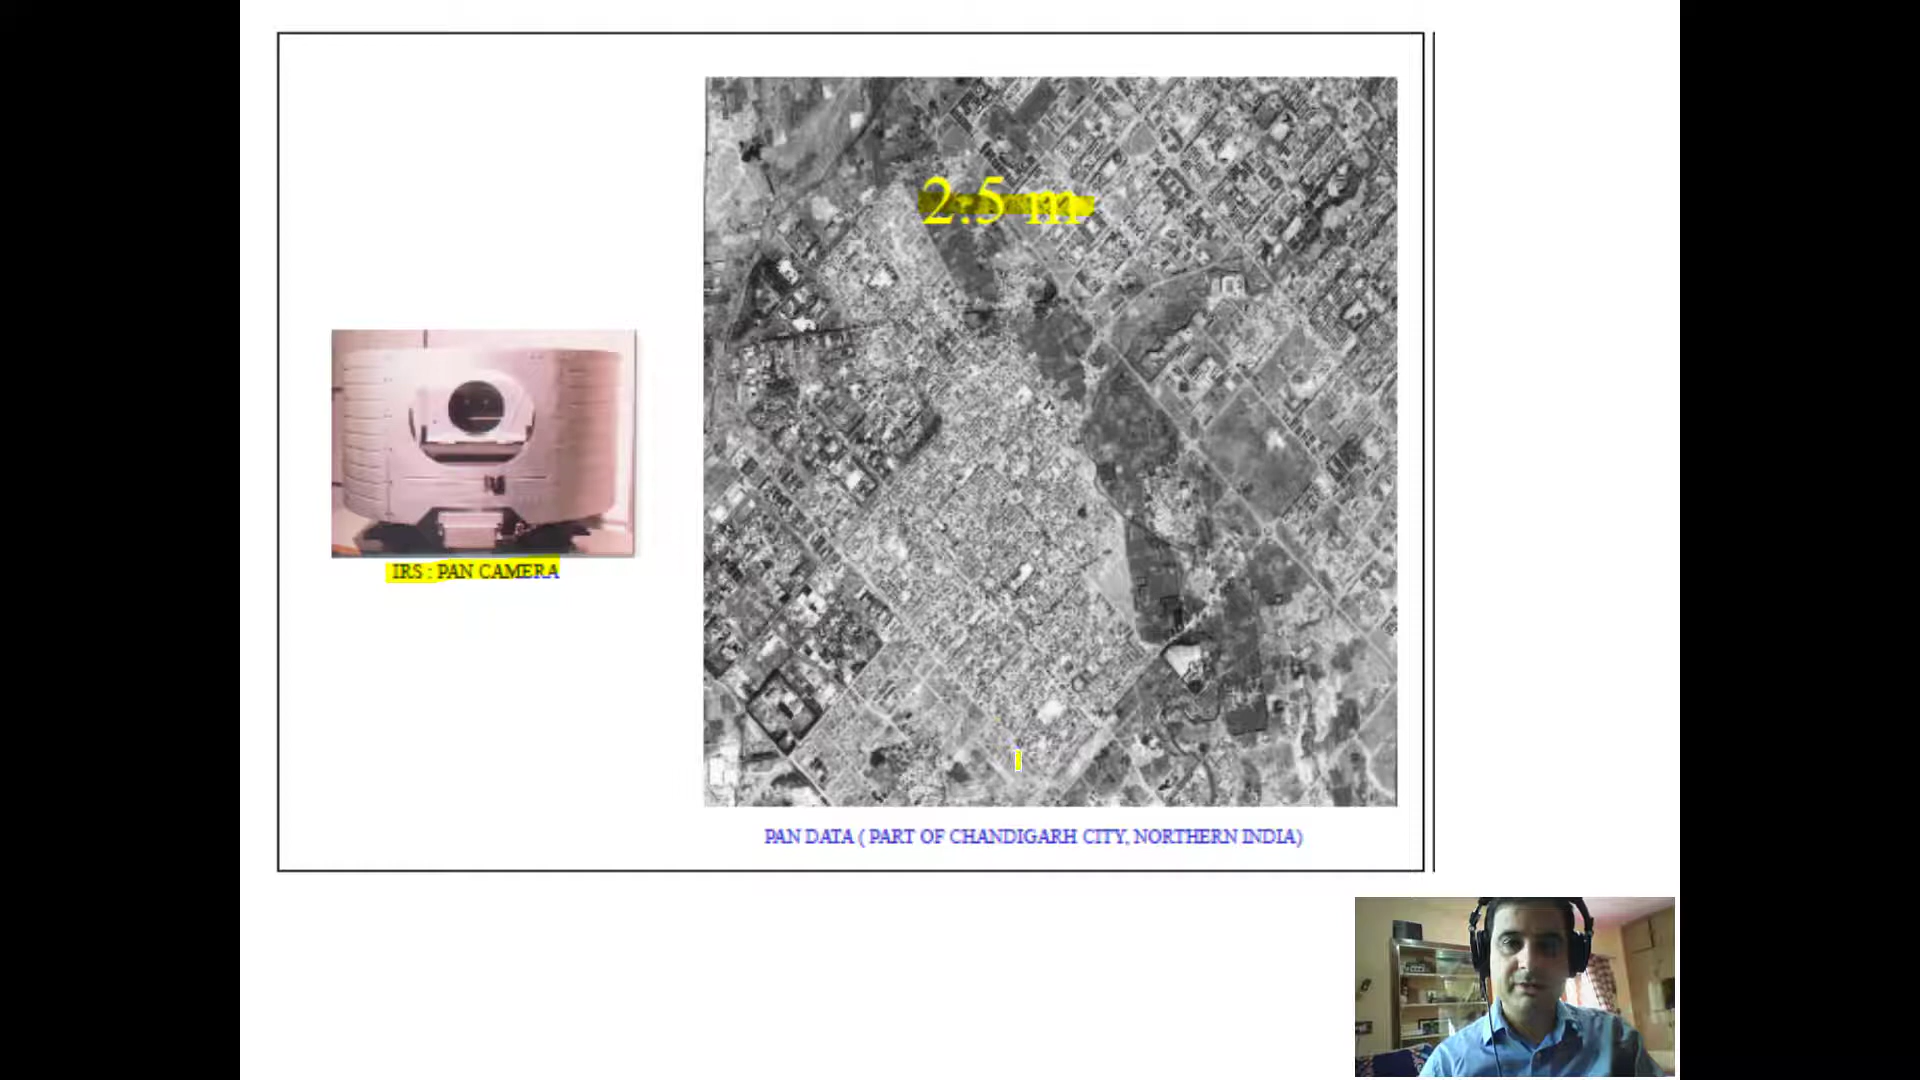 2.5 m
IRS : PAN CAMERA
PAN DATA ( PART OF CHANDIGARH CITY, NORTHERN INDIA)